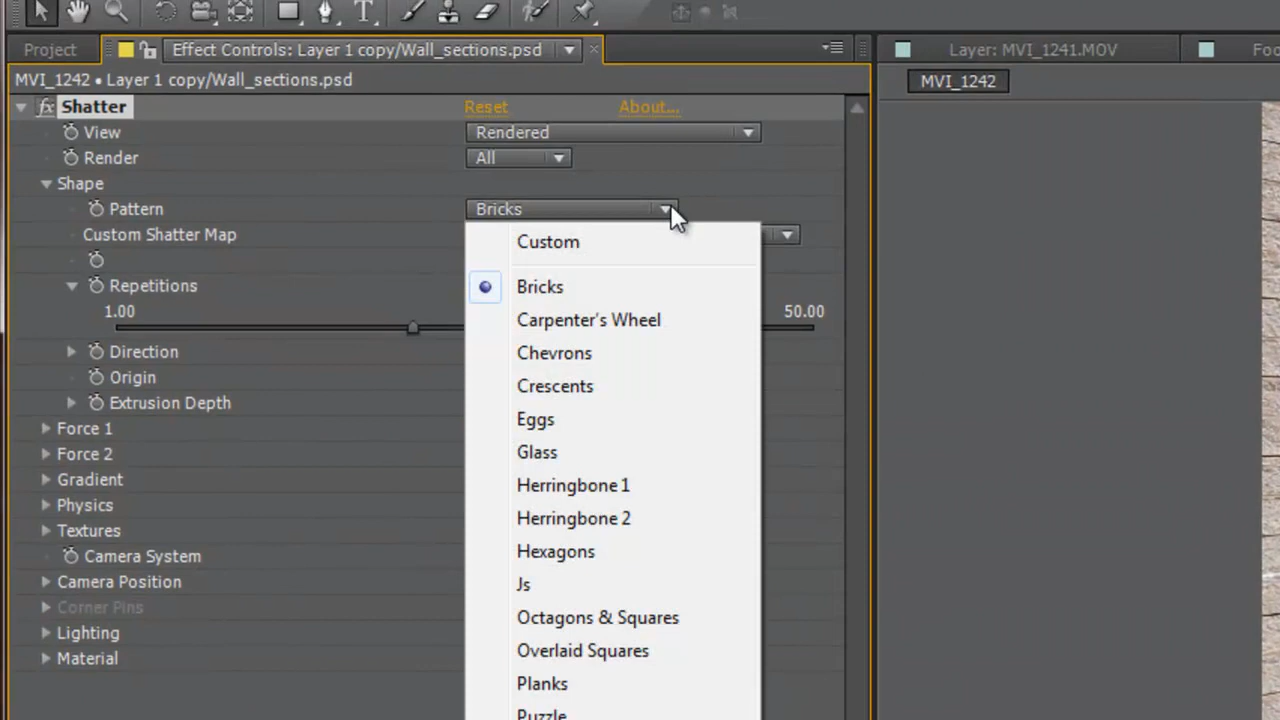 Project
Effect Controls: Layer 1 copy/Wall_sections.psd
Layer: MVI_1241.MOV
MVI_1242 • Layer 1 copy/Wall_sections.psd
MVI_1242
fx Shatter
Reset
About...
View
Rendered
Render
All
Shape
Pattern
Bricks
Custom Shatter Map
Custom
Repetitions
Bricks
1.00
50.00
Carpenter's Wheel
Direction
Chevrons
Origin
Crescents
Extrusion Depth
Eggs
Force 1
Force 2
Glass
Gradient
Herringbone 1
Physics
Herringbone 2
Textures
Camera System
Hexagons
Camera Position
Js
Corner Pins
Octagons & Squares
Lighting
Overlaid Squares
Material
Planks
Puzzle